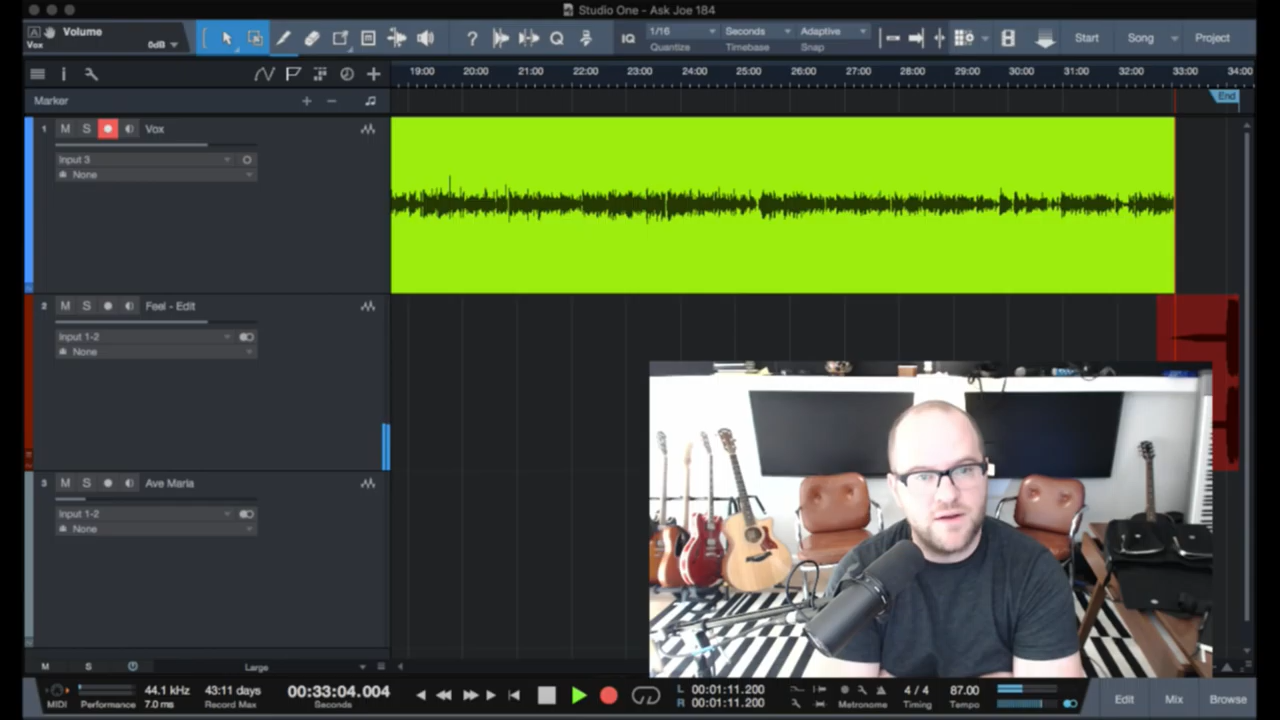 Studio One - Ask Joe 184
A Volume
Vox 0dB
IQ 1/16 Seconds Adaptive Start Song Project
Quantize Timebase Snap
19:00 20:00 21:00 22:00 23:00 24:00 25:00 26:00 27:00 28:00 29:00 30:00 31:00 32:00 33:00 34:00
Marker
End
1 M S Vox
Input 3
None
2 M S Feel - Edit
Input 1-2
None
3 M S Ave Maria
Input 1-2
None
M S Large
MIDI Performance
44.1 kHz
7.0 ms
43:11 days
Record Max
00:33:04.004
Seconds
L 00:01:11.200
R 00:01:11.200
Metronome
4 / 4
Timing
87.00
Tempo
Edit Mix Browse